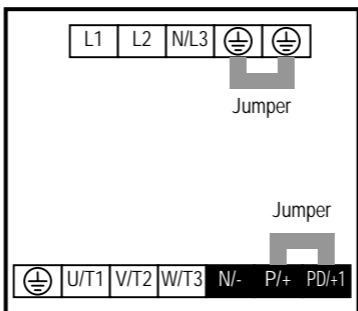 L1 L2 N/L3
Jumper
Jumper
U/T1 V/T2 W/T3 N/- P/+ PD/+1